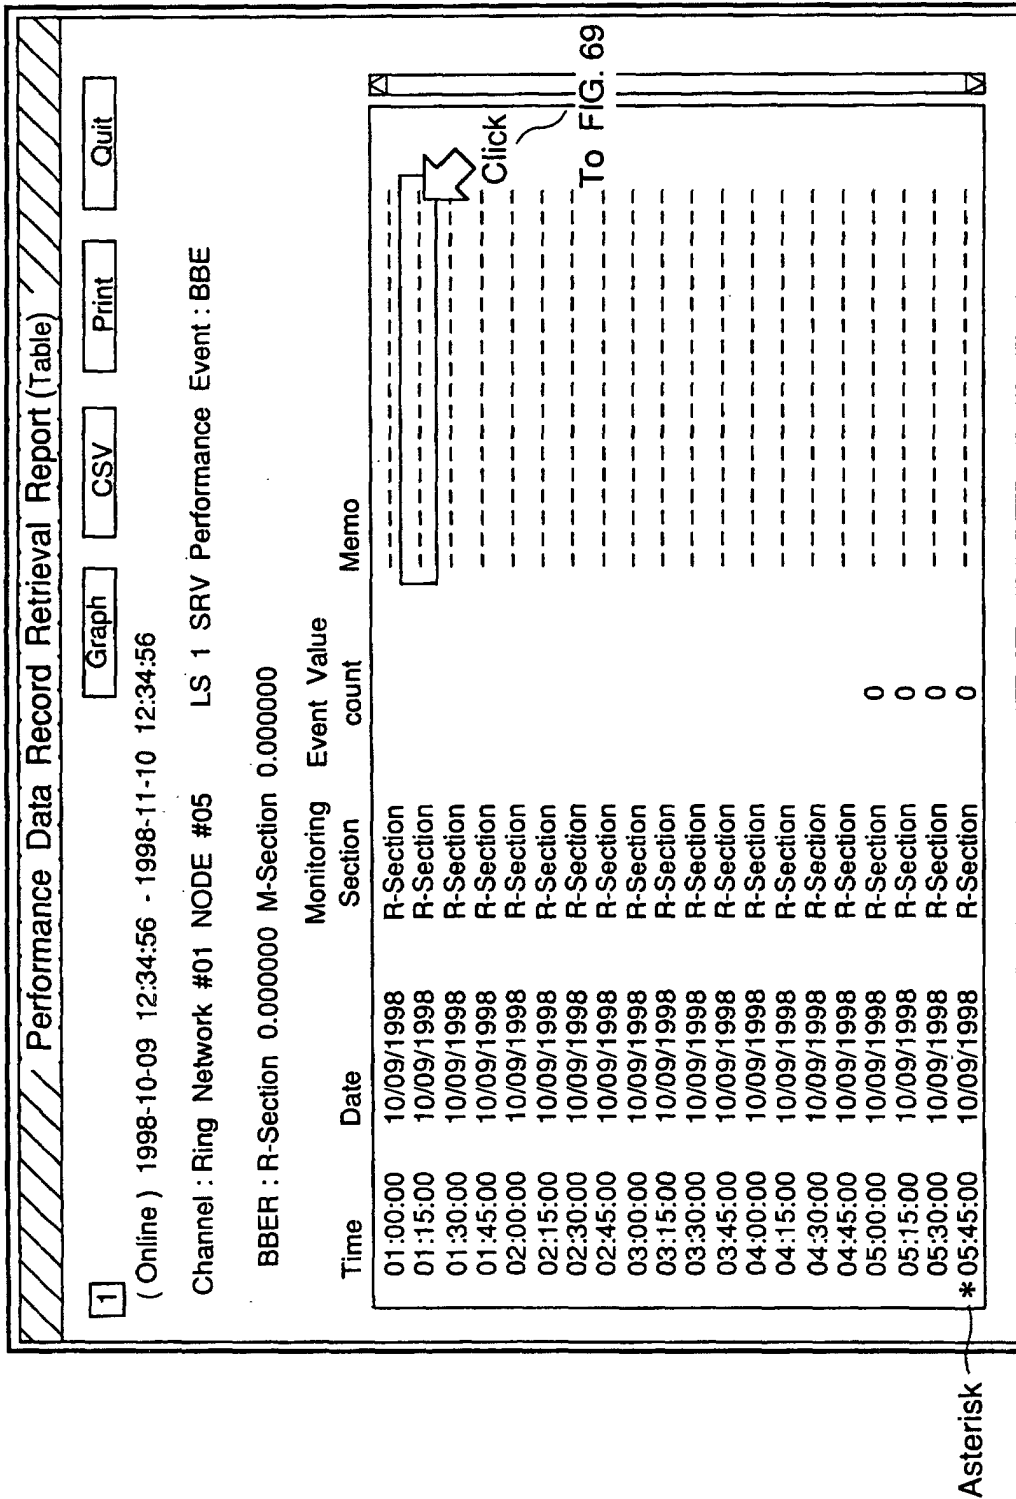 Performance Data Record Retrieval Report (Table)
1
Graph CSV Print Quit
( Online ) 1998-10-09 12:34:56 - 1998-11-10 12:34:56
Channel : Ring Network #01 NODE #05 LS 1 SRV Performance Event : BBE
BBER : R-Section 0.000000 M-Section 0.000000
Time Date Monitoring Section Event Value count Memo
01:00:00 10/09/1998 R-Section -------------
01:15:00 10/09/1998 R-Section -------------
01:30:00 10/09/1998 R-Section -------------
01:45:00 10/09/1998 R-Section -------------
02:00:00 10/09/1998 R-Section -------------
02:15:00 10/09/1998 R-Section -------------
02:30:00 10/09/1998 R-Section -------------
02:45:00 10/09/1998 R-Section -------------
03:00:00 10/09/1998 R-Section -------------
03:15:00 10/09/1998 R-Section -------------
03:30:00 10/09/1998 R-Section -------------
03:45:00 10/09/1998 R-Section -------------
04:00:00 10/09/1998 R-Section -------------
04:15:00 10/09/1998 R-Section -------------
04:30:00 10/09/1998 R-Section -------------
04:45:00 10/09/1998 R-Section -------------
05:00:00 10/09/1998 R-Section 0 -------------
05:15:00 10/09/1998 R-Section 0 -------------
05:30:00 10/09/1998 R-Section 0 -------------
*05:45:00 10/09/1998 R-Section 0 -------------
Click
To FIG. 69
Asterisk